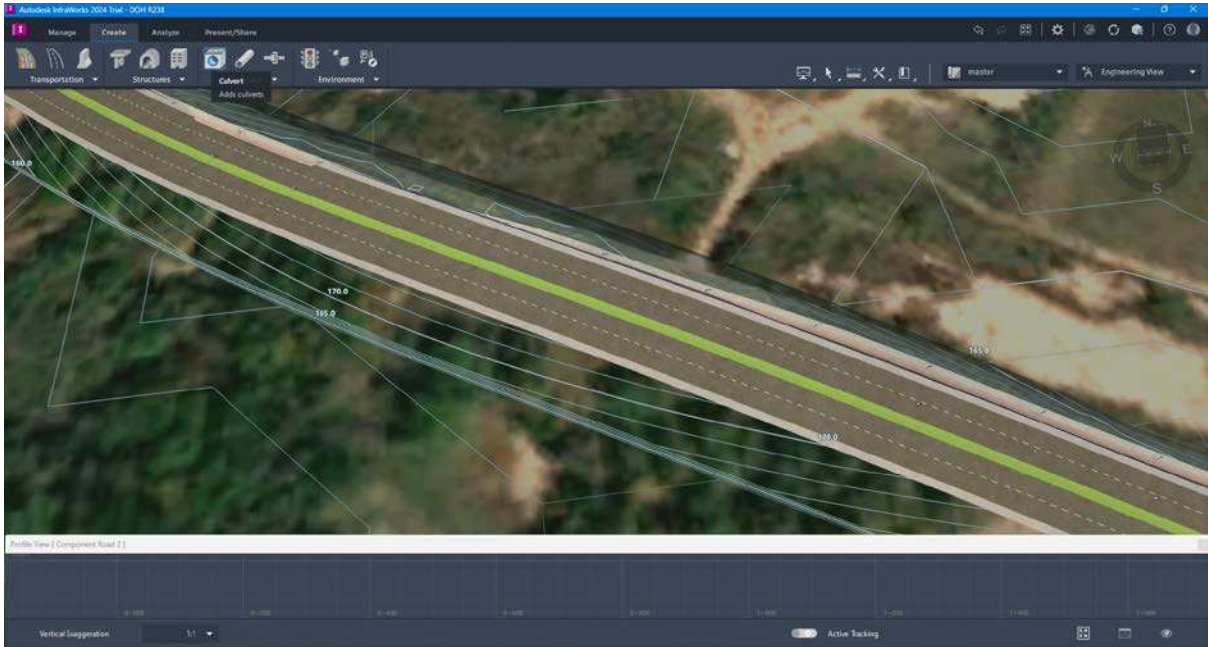 Autodesk InfraWorks 2024 Trial - DOH R238
Manage Create Analyze Present/Share
Transportation Structures Environment
Culvert
Adds culverts
master Engineering View
N
W E
S
160.0
170.0
165.0
165.0
Profile View [ Component Road 2 ]
Vertical Exaggeration 5:1 Active Tracking